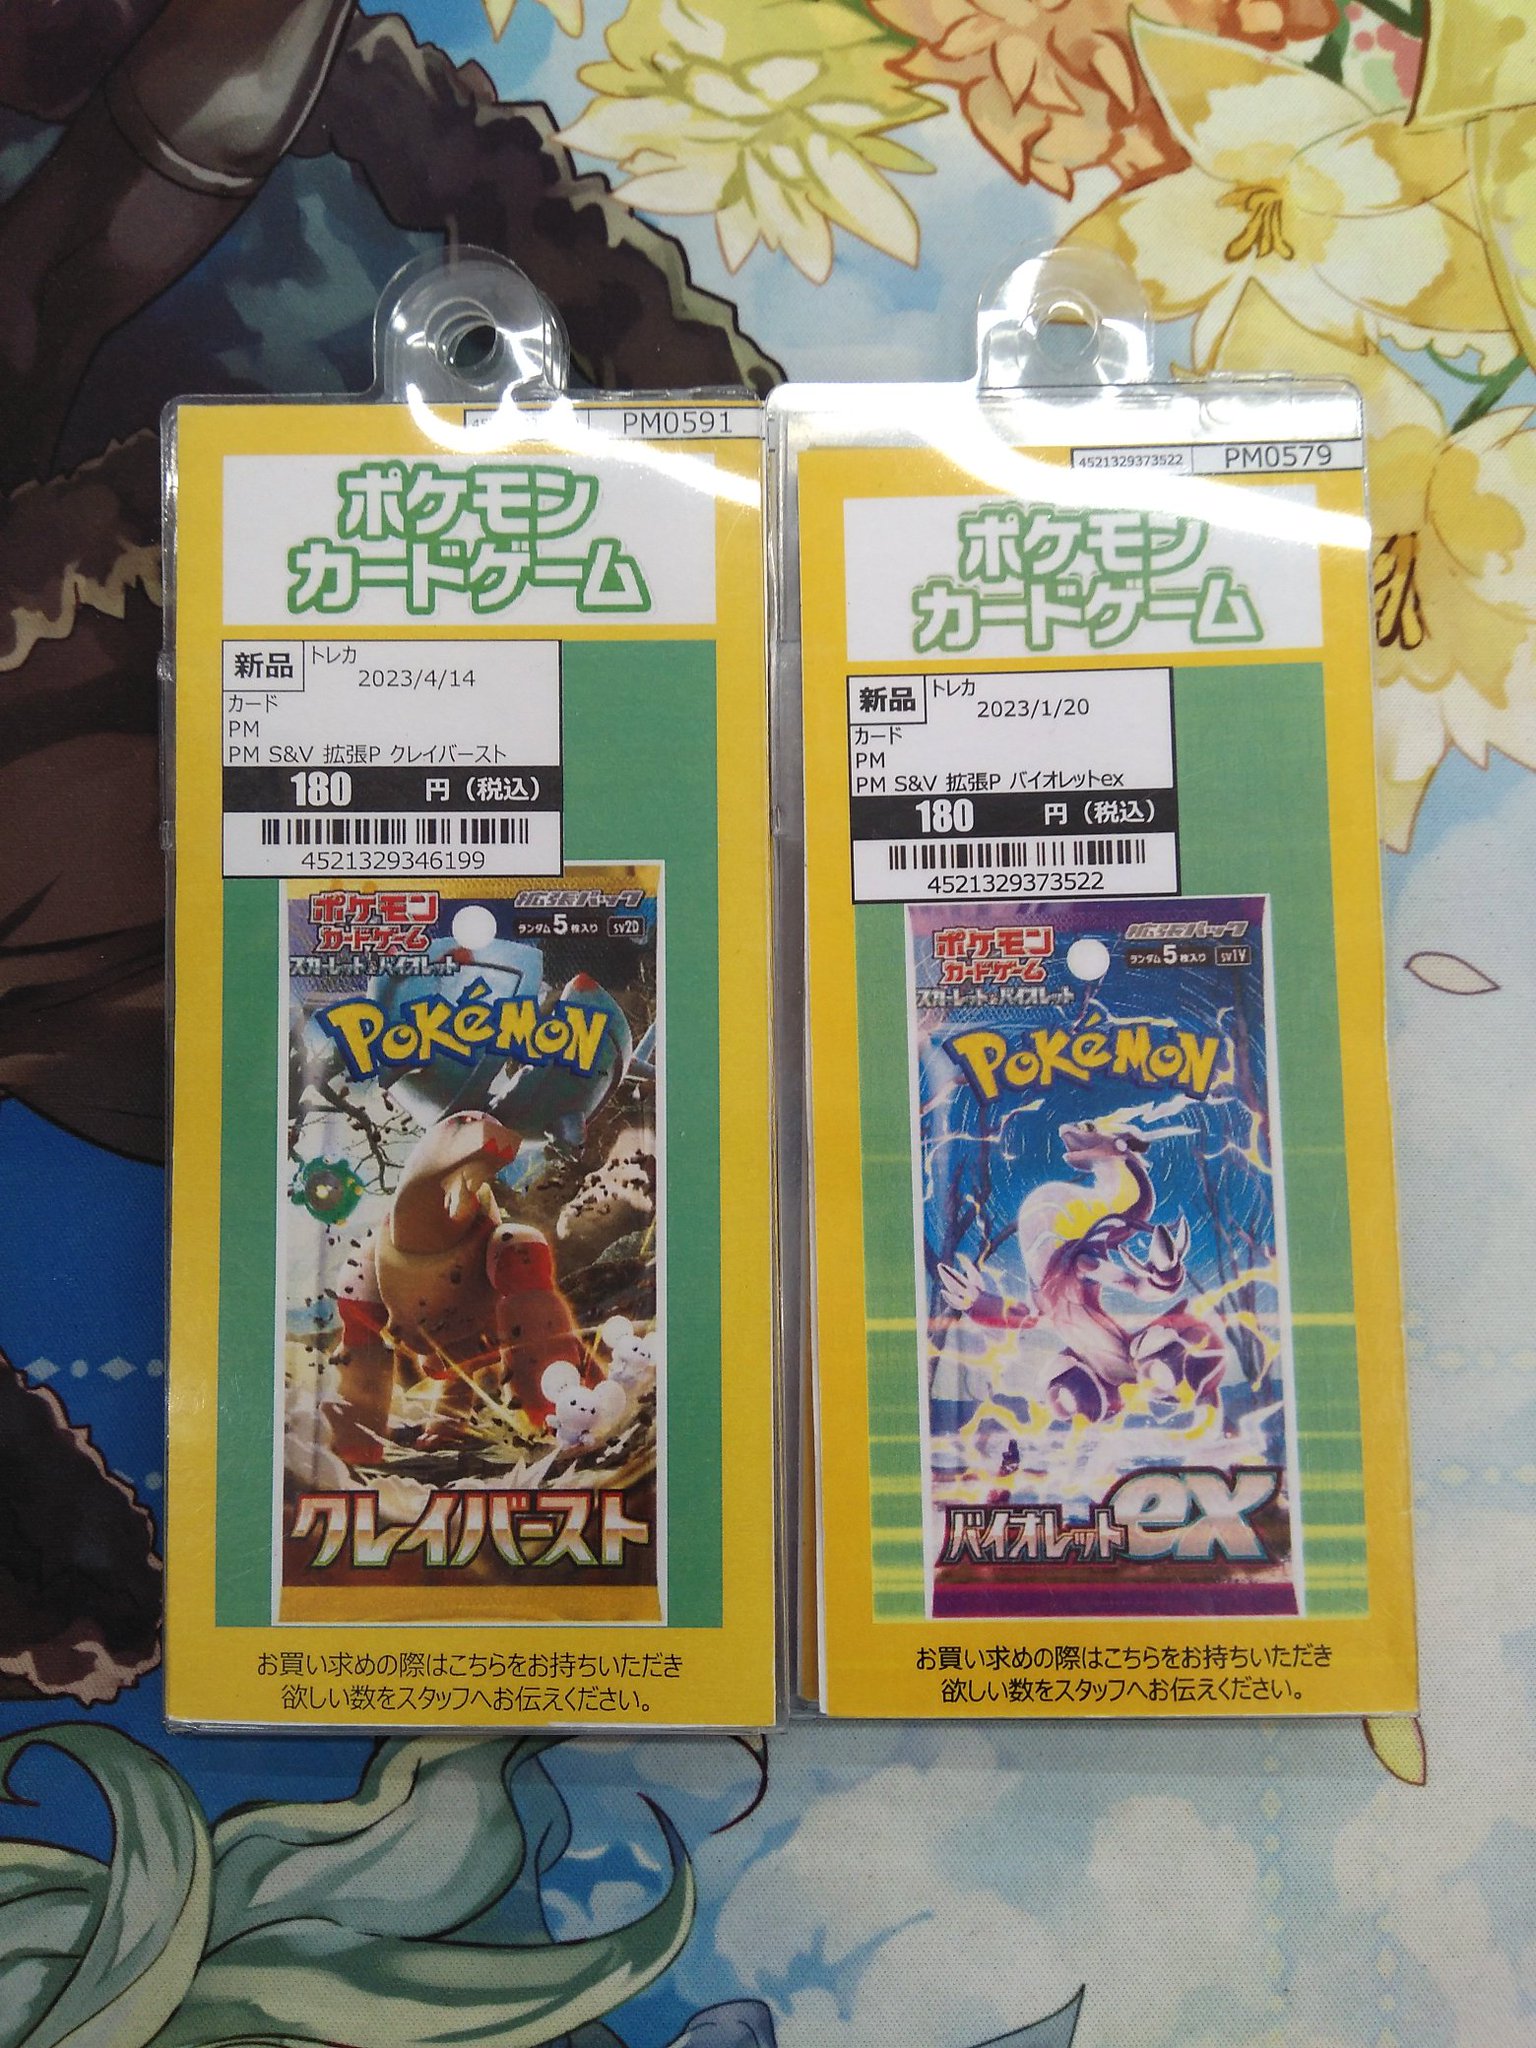 PM0591
ポケモン
カードゲーム
新品
トレカ
2023/4/14
カード
PM
PM S&V 拡張P クレイバースト
180 円（税込）
4521329346199
ポケモン
カードゲーム
拡張パック
ランダム5枚入り
sv2D
スカーレット&バイオレット
POKéMON
クレイバースト
お買い求めの際はこちらをお持ちいただき
欲しい数をスタッフへお伝えください。
4521329373522
PM0579
ポケモン
カードゲーム
新品
トレカ
2023/1/20
カード
PM
PM S&V 拡張P バイオレットex
180 円（税込）
4521329373522
ポケモン
カードゲーム
拡張パック
ランダム5枚入り
sv1V
スカーレット&バイオレット
POKéMON
バイオレットex
お買い求めの際はこちらをお持ちいただき
欲しい数をスタッフへお伝えください。